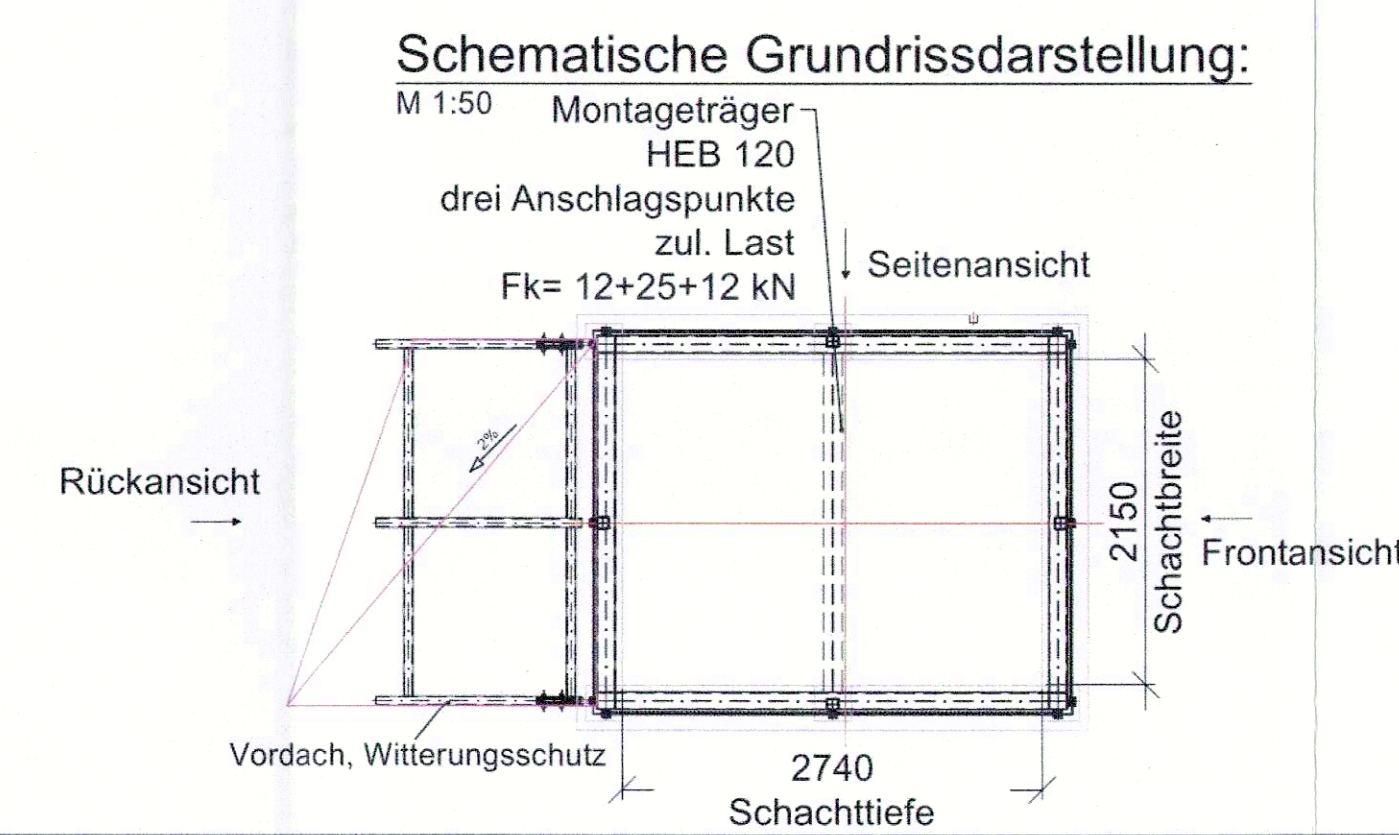 Schematische Grundrissdarstellung:
M 1:50
Montageträger
HEB 120
drei Anschlagspunkte
zul. Last
Fk= 12+25+12 kN
Seitenansicht
2%
Rückansicht
2150
Schachtbreite
Frontansicht
Vordach, Witterungsschutz
2740
Schachttiefe